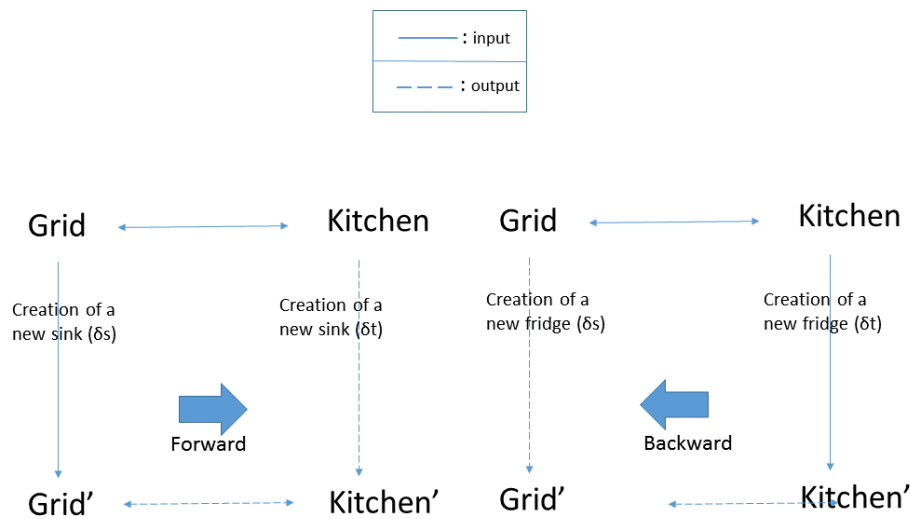 : input
: output
Grid
Kitchen
Grid
Kitchen
Creation of a
new sink (δs)
Creation of a
new sink (δt)
Creation of a
new fridge (δs)
Creation of a
new fridge (δt)
Forward
Backward
Grid’
Kitchen’
Grid’
Kitchen’